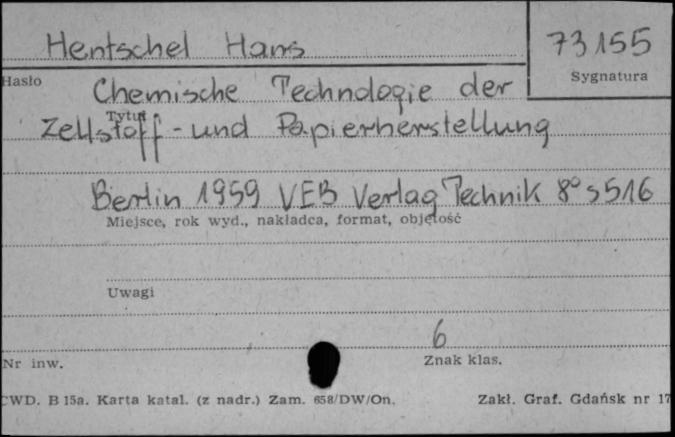 Hentschel Hans
73155
Sygnatura
Hasło
Chemische Technologie der
Tytuł
Zellstoff-und Papierherstellung
Berlin 1959 VEB Verlag Technik 8° s 516
Miejsce, rok wyd., nakładca, format, objętość
Uwagi
6
Nr inw.
Znak klas.
CWD. B 15a. Karta katal. (z nadr.) Zam. 658/DW/On.
Zakł. Graf. Gdańsk nr 17